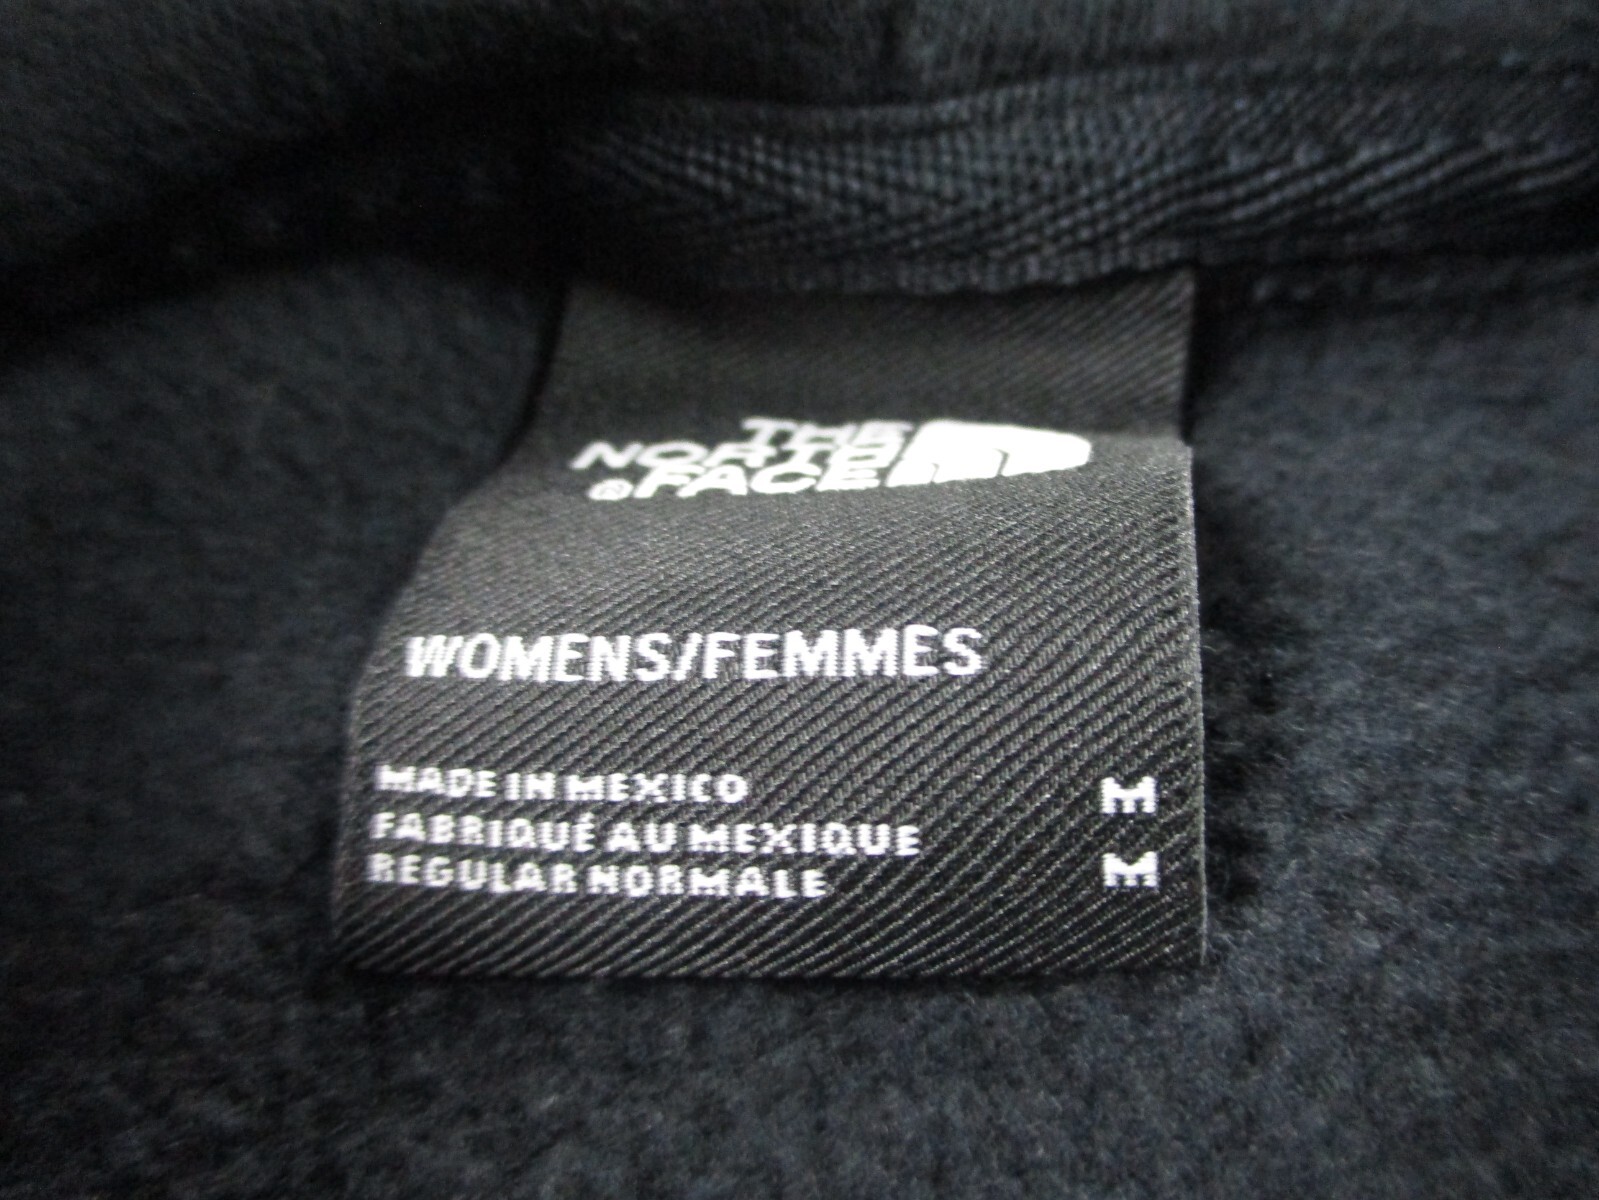 THE
NORTH
®FACE
WOMENS/FEMMES
MADE IN MEXICO M
FABRIQUÉ AU MEXIQUE
REGULAR NORMALE M